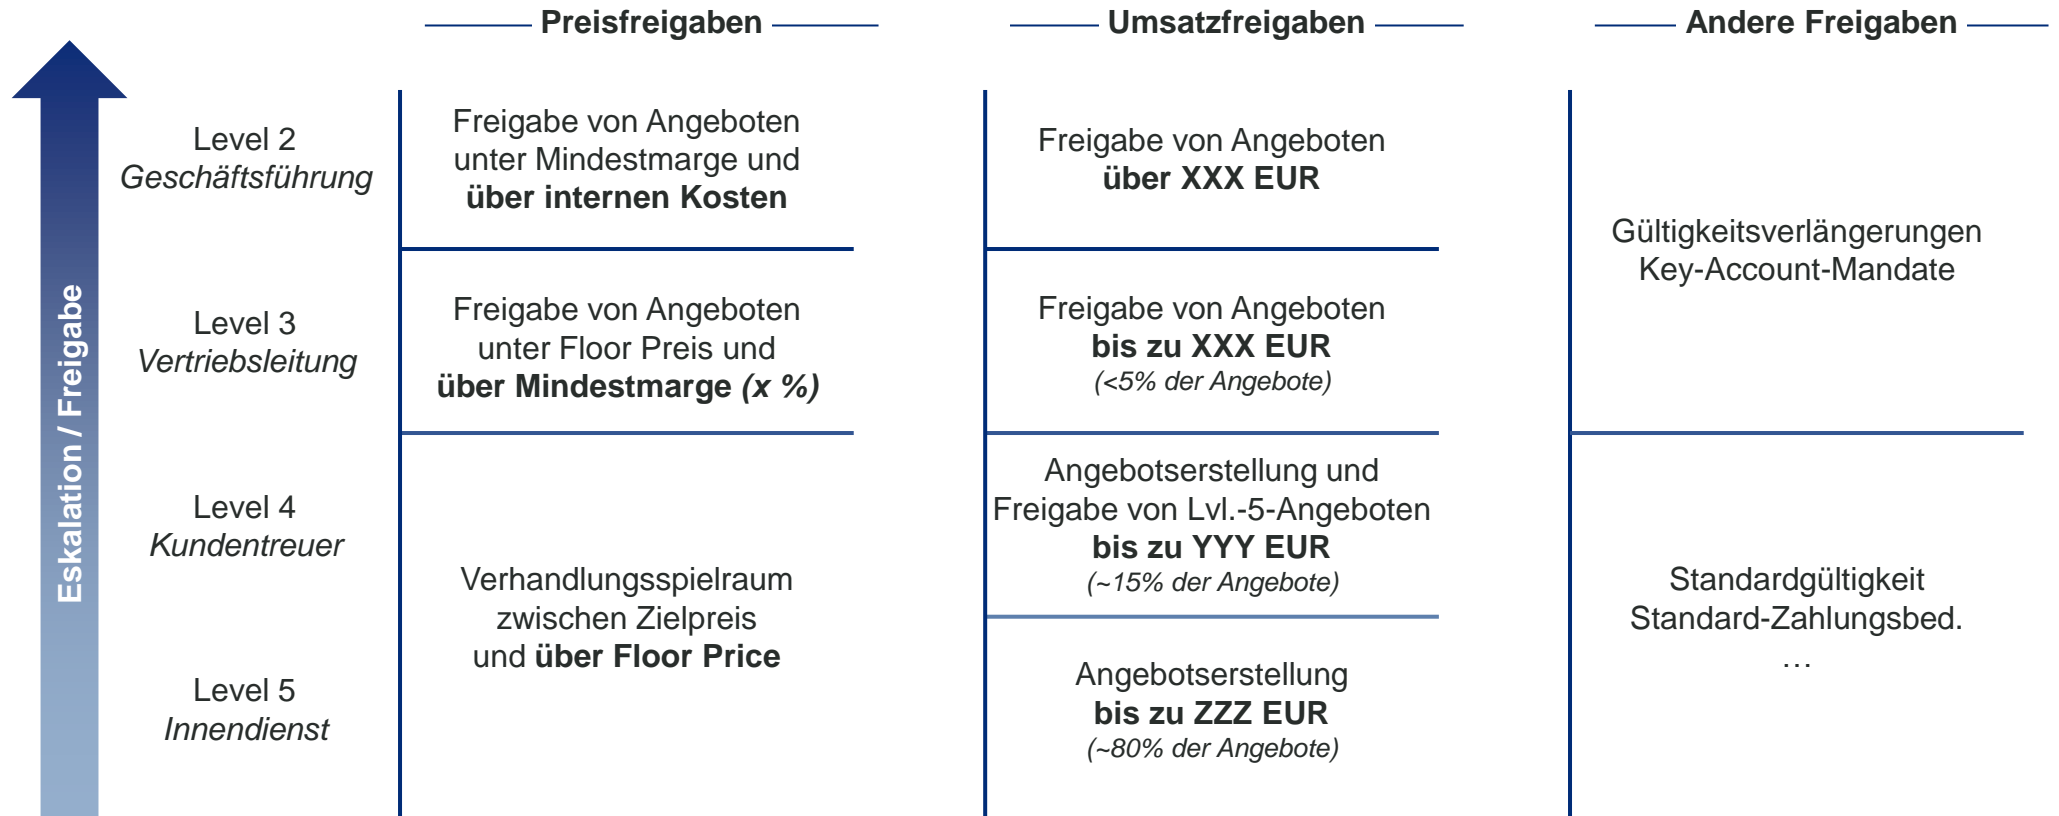 Preisfreigaben
Umsatzfreigaben
Andere Freigaben
Eskalation / Freigabe
Level 2
Geschäftsführung
Freigabe von Angeboten
unter Mindestmarge und
über internen Kosten
Freigabe von Angeboten
über XXX EUR
Gültigkeitsverlängerungen
Key-Account-Mandate
Level 3
Vertriebsleitung
Freigabe von Angeboten
unter Floor Preis und
über Mindestmarge (x %)
Freigabe von Angeboten
bis zu XXX EUR
(<5% der Angebote)
Level 4
Kundentreuer
Verhandlungsspielraum
zwischen Zielpreis
und über Floor Price
Angebotserstellung und
Freigabe von Lvl.-5-Angeboten
bis zu YYY EUR
(~15% der Angebote)
Standardgültigkeit
Standard-Zahlungsbed.
…
Level 5
Innendienst
Angebotserstellung
bis zu ZZZ EUR
(~80% der Angebote)